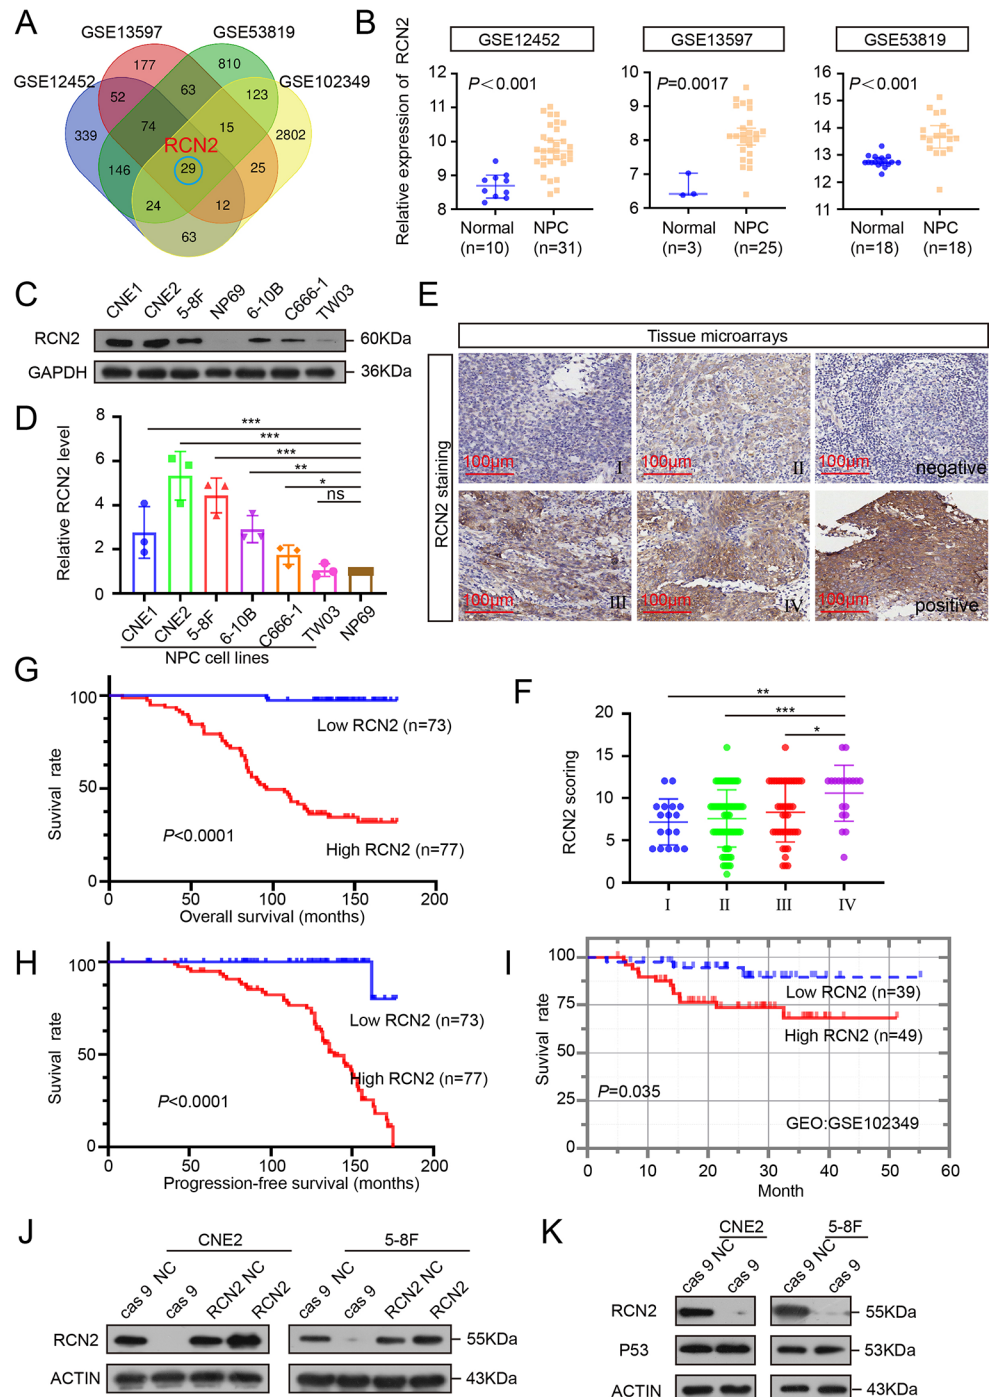 A
GSE13597
GSE53819
GSE12452
GSE102349
177
810
52
63
123
339
74
15
2802
RCN2
146
29
25
24
12
63
B
Relative expression of RCN2
GSE12452
GSE13597
GSE53819
12
11
10
9
8
P<0.001
Normal
(n=10)
NPC
(n=31)
10
9
8
7
6
P=0.0017
Normal
(n=3)
NPC
(n=25)
16
15
14
13
12
11
P<0.001
Normal
(n=18)
NPC
(n=18)
C
CNE1
CNE2
5-8F
NP69
6-10B
C666-1
TW03
RCN2
60KDa
GAPDH
36KDa
D
Relative RCN2 level
8
6
4
2
0
***
***
***
**
*
ns
CNE1
CNE2
5-8F
6-10B
C666-1
TW03
NP69
NPC cell lines
E
Tissue microarrays
RCN2 staining
100μm
I
100μm
II
100μm
negative
100μm
III
100μm
IV
100μm
positive
F
RCN2 scoring
20
15
10
5
0
**
***
*
I
II
III
IV
G
Suvival rate
100
50
0
Low RCN2 (n=73)
P<0.0001
High RCN2 (n=77)
0
50
100
150
200
Overall survival (months)
H
Suvival rate
100
50
0
Low RCN2 (n=73)
High RCN2 (n=77)
P<0.0001
0
50
100
150
200
Progression-free survival (months)
I
Suvival rate
100
75
50
25
0
Low RCN2 (n=39)
High RCN2 (n=49)
P=0.035
GEO:GSE102349
0
10
20
30
40
50
60
Month
J
CNE2
5-8F
cas 9 NC
cas 9
RCN2 NC
RCN2
cas 9 NC
cas 9
RCN2 NC
RCN2
RCN2
55KDa
ACTIN
43KDa
K
CNE2
5-8F
cas 9 NC
cas 9
cas 9 NC
cas 9
RCN2
55KDa
P53
53KDa
ACTIN
43KDa